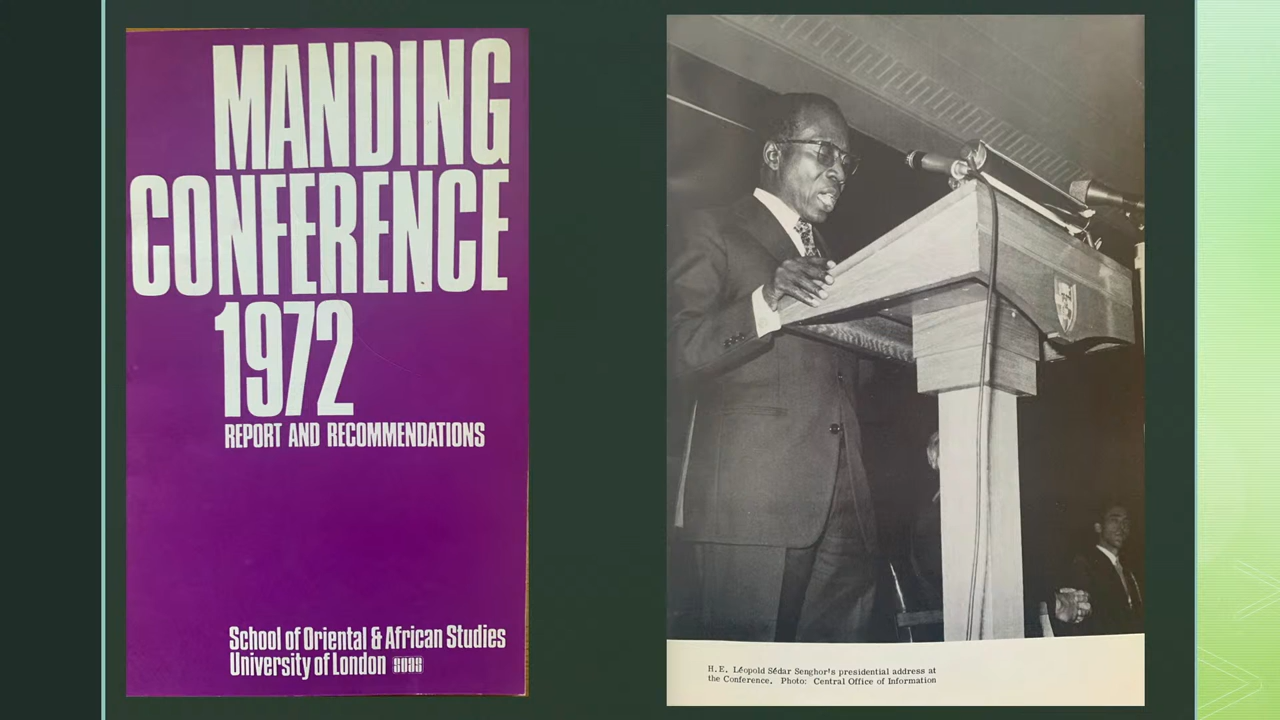 MANDING
CONFERENCE
1972
REPORT AND RECOMMENDATIONS
School of Oriental & African Studies
University of London SOAS
H.E. Léopold Sédar Senghor's presidential address at
the Conference. Photo: Central Office of Information